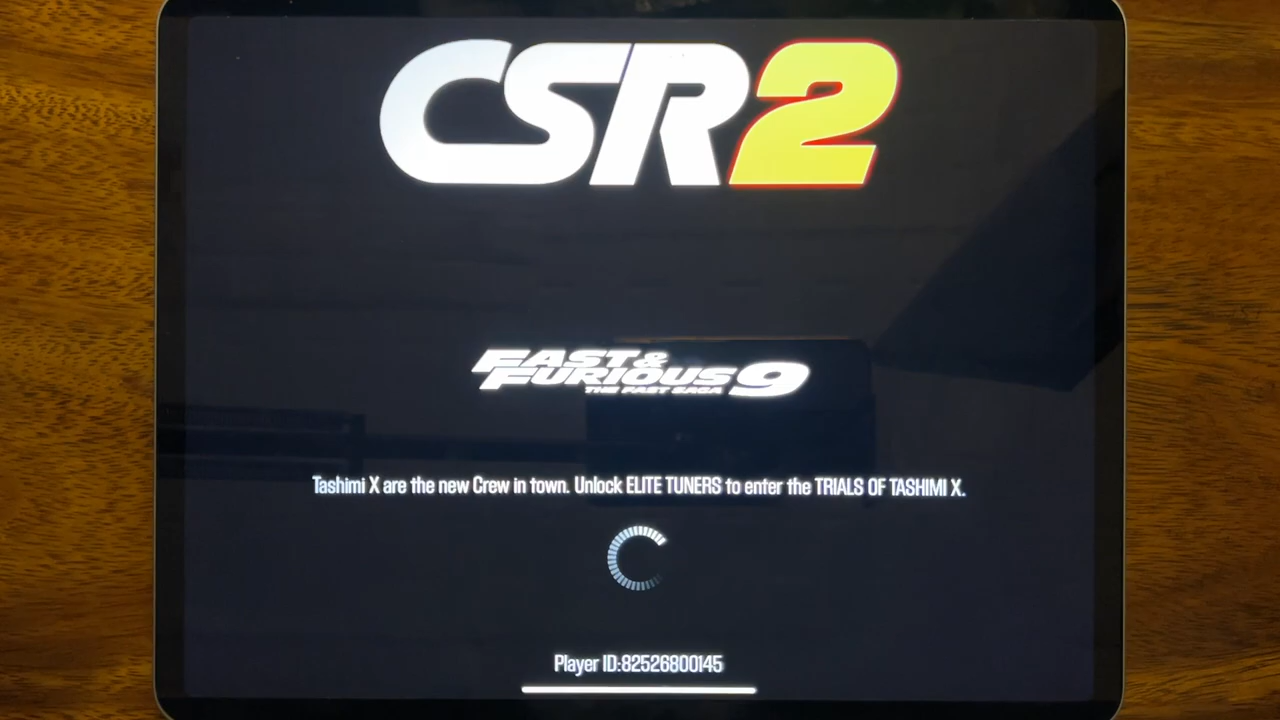 CSR2
FAST &
FURIOUS 9
THE FAST SAGA
Tashimi X are the new Crew in town. Unlock ELITE TUNERS to enter the TRIALS OF TASHIMI X.
Player ID:82526800145